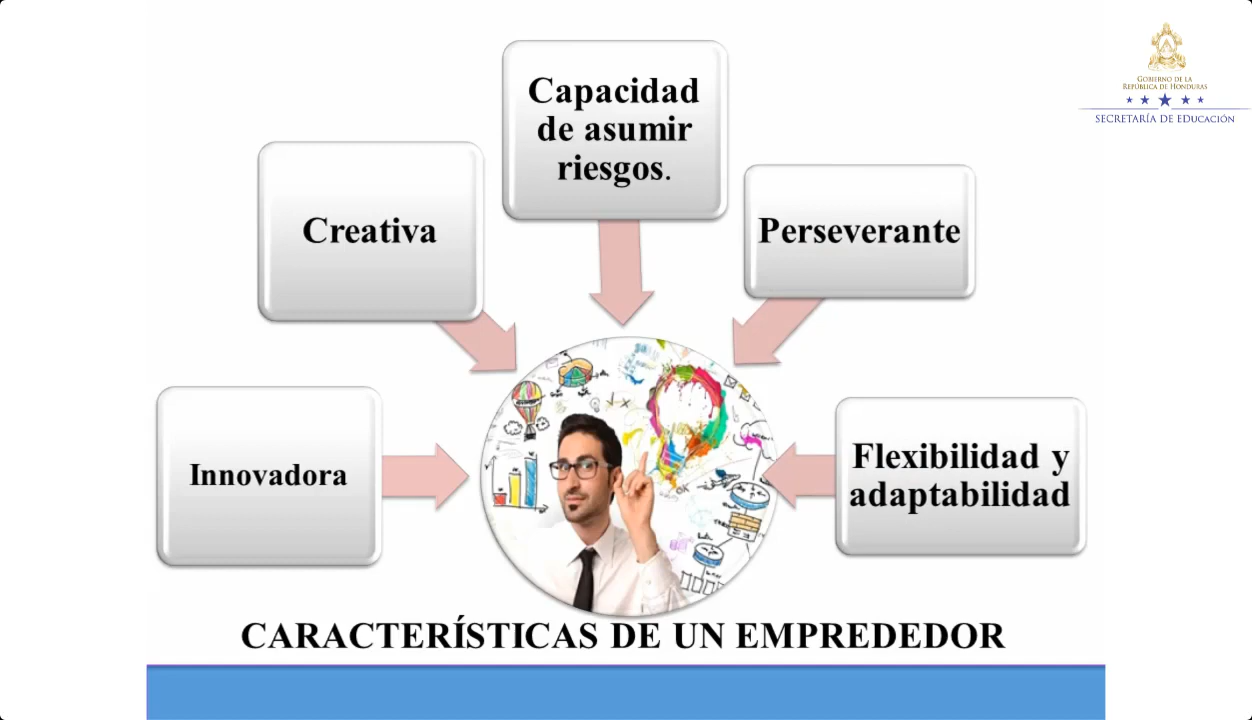 Capacidad
de asumir
riesgos.
GOBIERNO DE LA
REPÚBLICA DE HONDURAS
SECRETARÍA DE EDUCACIÓN
Creativa
Perseverante
Innovadora
Flexibilidad y
adaptabilidad
OK
CARACTERÍSTICAS DE UN EMPREDEDOR